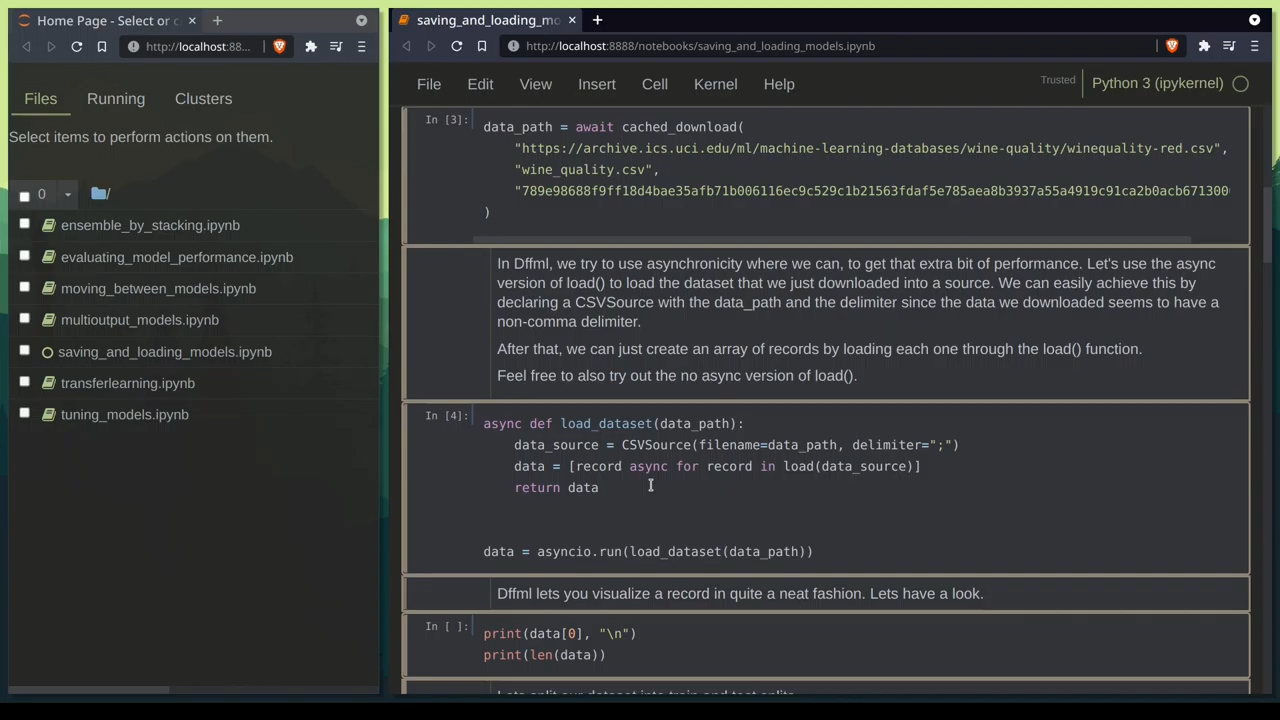 Home Page - Select or c
http://localhost:88...
Files
Running
Clusters
Select items to perform actions on them.
0
/
ensemble_by_stacking.ipynb
evaluating_model_performance.ipynb
moving_between_models.ipynb
multioutput_models.ipynb
saving_and_loading_models.ipynb
transferlearning.ipynb
tuning_models.ipynb
saving_and_loading_mo
http://localhost:8888/notebooks/saving_and_loading_models.ipynb
File Edit View Insert Cell Kernel Help
Trusted
Python 3 (ipykernel)
In [3]:
data_path = await cached_download(
"https://archive.ics.uci.edu/ml/machine-learning-databases/wine-quality/winequality-red.csv",
"wine_quality.csv",
"789e98688f9ff18d4bae35afb71b006116ec9c529c1b21563fdaf5e785aea8b3937a55a4919c91ca2b0acb671300
)
In Dffml, we try to use asynchronicity where we can, to get that extra bit of performance. Let's use the async
version of load() to load the dataset that we just downloaded into a source. We can easily achieve this by
declaring a CSVSource with the data_path and the delimiter since the data we downloaded seems to have a
non-comma delimiter.
After that, we can just create an array of records by loading each one through the load() function.
Feel free to also try out the no async version of load().
In [4]:
async def load_dataset(data_path):
data_source = CSVSource(filename=data_path, delimiter=";")
data = [record async for record in load(data_source)]
return data
data = asyncio.run(load_dataset(data_path))
Dffml lets you visualize a record in quite a neat fashion. Lets have a look.
In [ ]:
print(data[0], "\n")
print(len(data))
Lets split our dataset into train and test splits